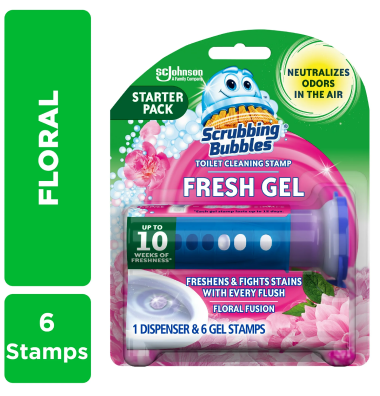 FLORAL
6
Stamps
SCJohnson
A Family Company
STARTER
PACK
NEUTRALIZES
ODORS
IN THE AIR
Scrubbing
Bubbles
TOILET CLEANING STAMP
FRESH GEL
UP TO
10
WEEKS OF
FRESHNESS*
FRESHENS & FIGHTS STAINS
WITH EVERY FLUSH
FLORAL FUSION
1 DISPENSER & 6 GEL STAMPS